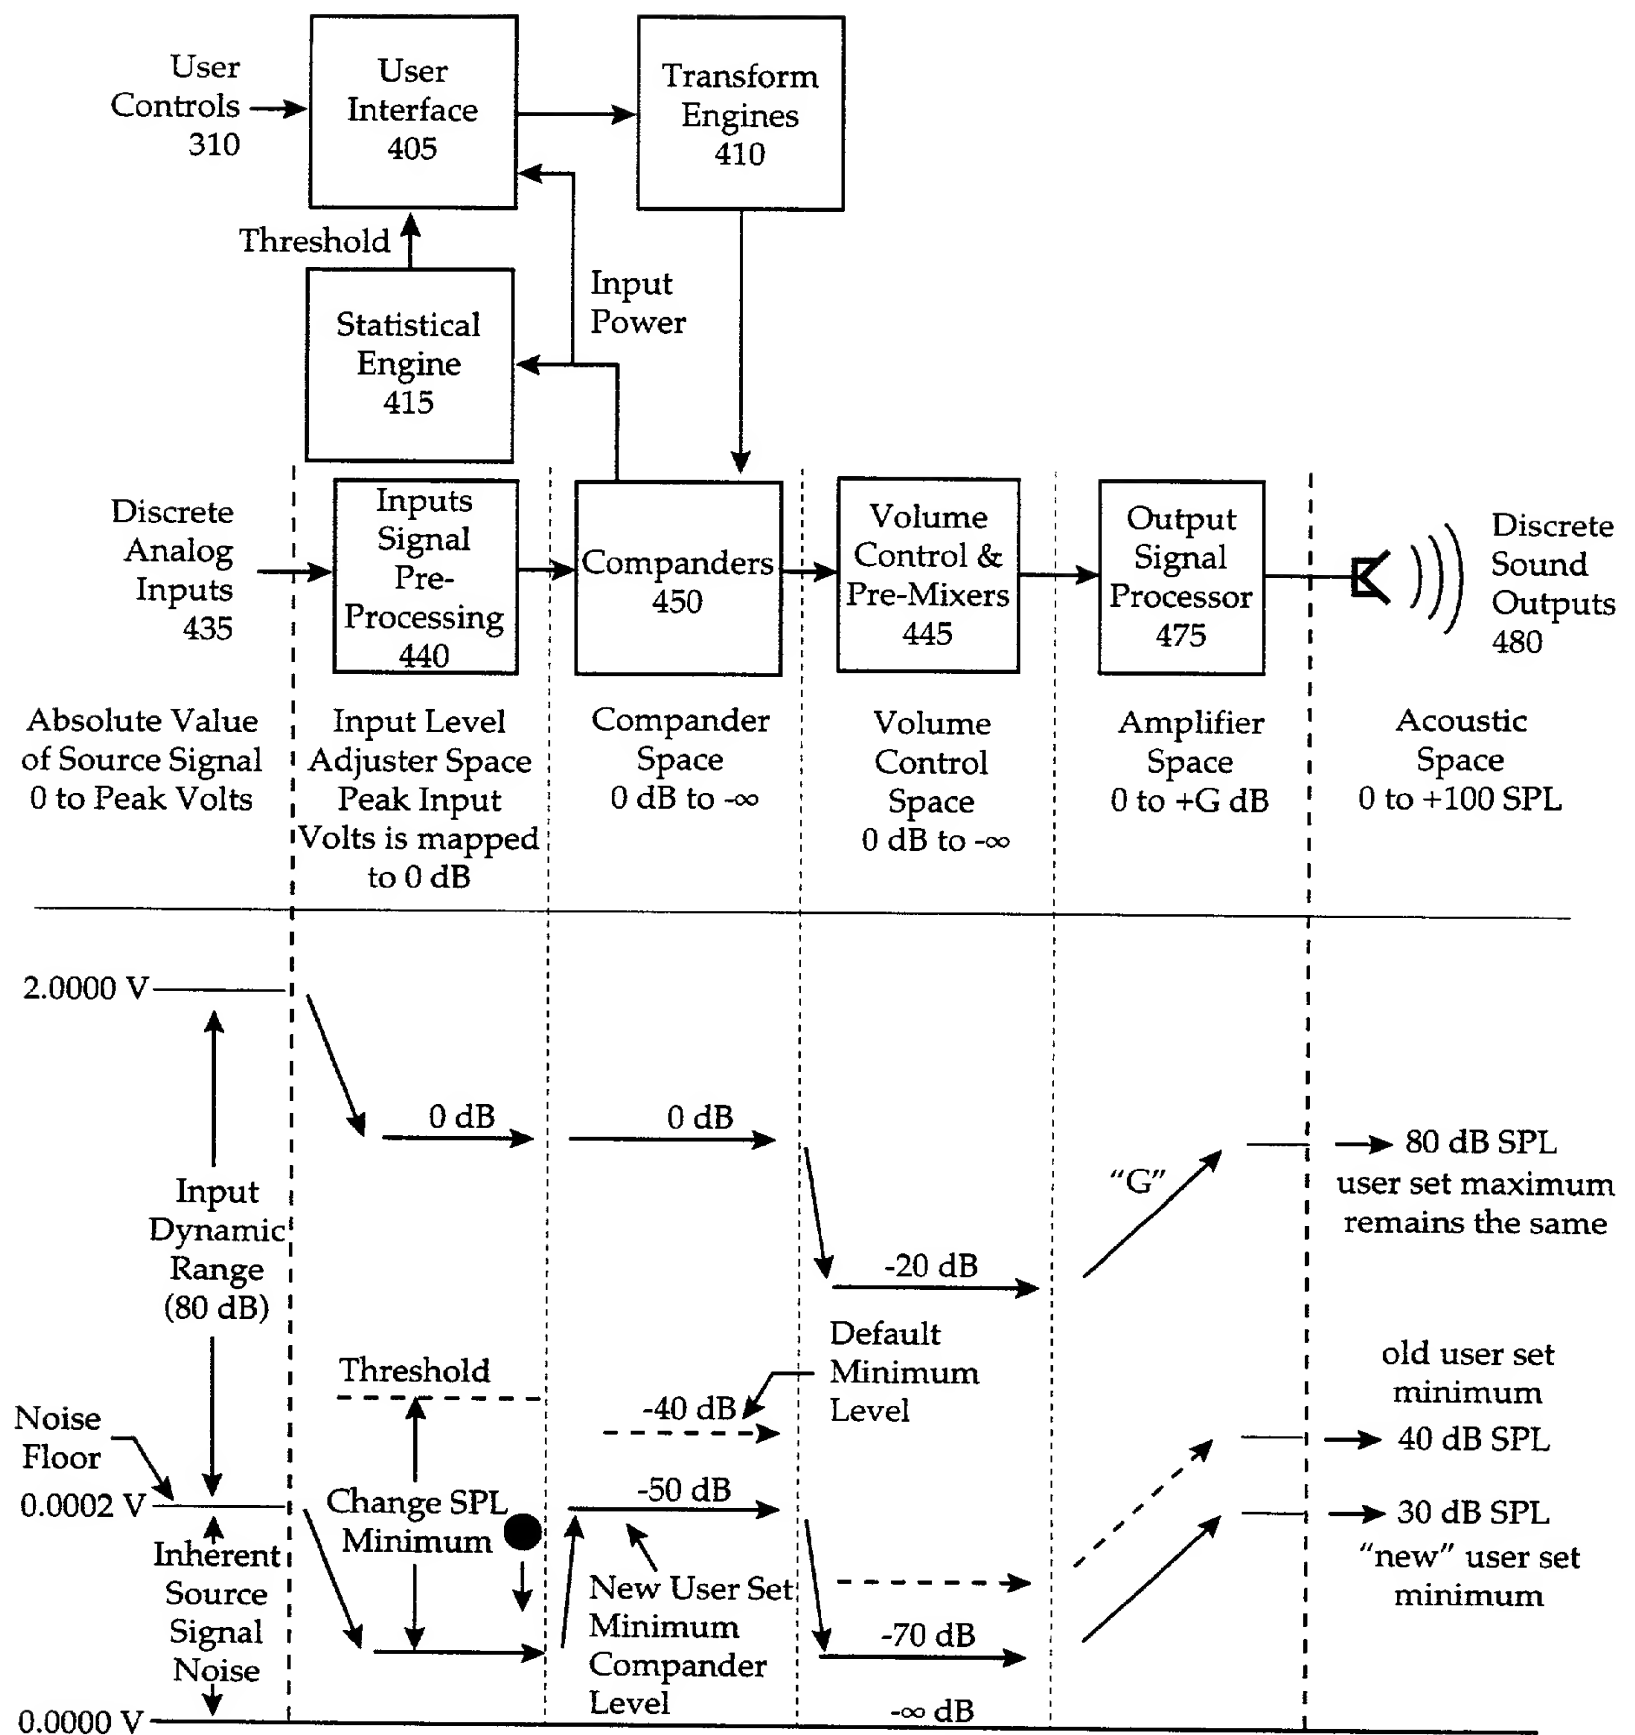 User
Controls
310
User
Interface
405
Transform
Engines
410
Threshold
Input
Power
Statistical
Engine
415
Discrete
Analog
Inputs
435
Inputs
Signal
Pre-
Processing
440
Companders
450
Volume
Control &
Pre-Mixers
445
Output
Signal
Processor
475
Discrete
Sound
Outputs
480
Absolute Value
of Source Signal
0 to Peak Volts
Input Level
Adjuster Space
Peak Input
Volts is mapped
to 0 dB
Compander
Space
0 dB to -∞
Volume
Control
Space
0 dB to -∞
Amplifier
Space
0 to +G dB
Acoustic
Space
0 to +100 SPL
2.0000 V
0 dB
0 dB
-20 dB
"G"
80 dB SPL
user set maximum
remains the same
Input
Dynamic
Range
(80 dB)
Threshold
-40 dB
Default
Minimum
Level
old user set
minimum
40 dB SPL
Noise
Floor
0.0002 V
Change SPL
Minimum
-50 dB
30 dB SPL
"new" user set
minimum
Inherent
Source
Signal
Noise
New User Set
Minimum
Compander
Level
-70 dB
0.0000 V
-∞ dB